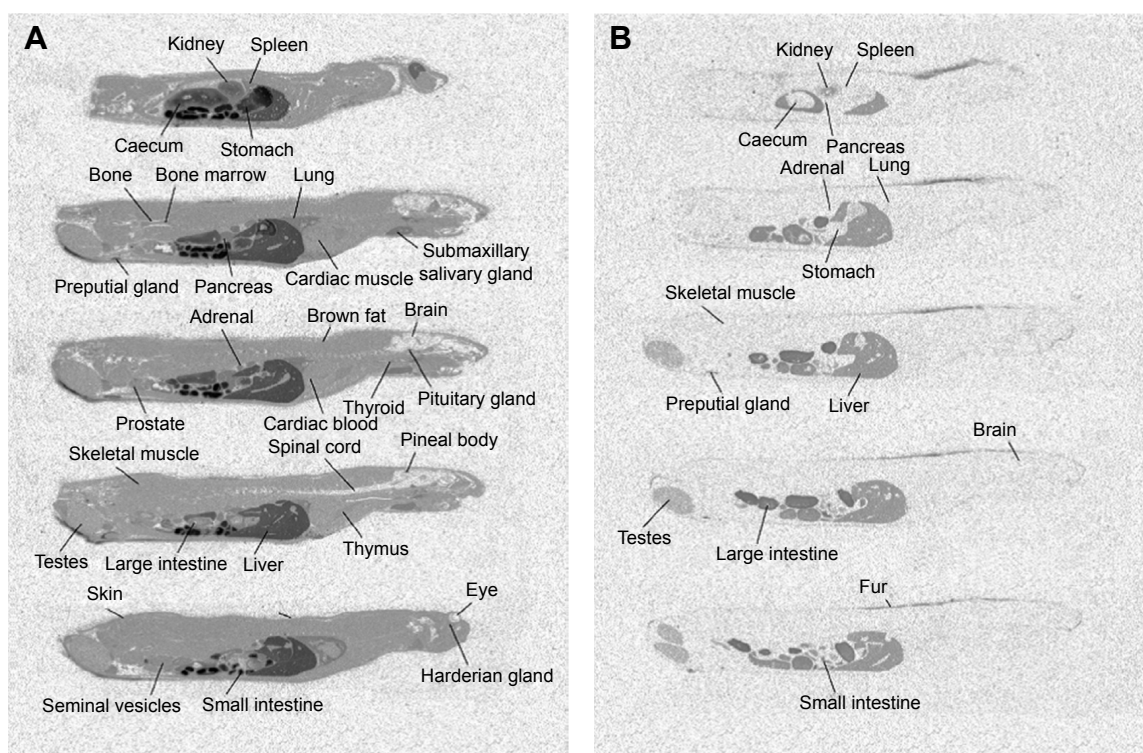 A
Kidney Spleen
Caecum Stomach
Bone Bone marrow Lung
Submaxillary
salivary gland
Preputial gland Pancreas Cardiac muscle
Adrenal Brown fat Brain
Prostate Cardiac blood Thyroid Pituitary gland
Skeletal muscle Spinal cord Pineal body
Testes Large intestine Liver Thymus
Skin Eye
Harderian gland
Seminal vesicles Small intestine
B
Kidney Spleen
Caecum Pancreas
Adrenal Lung
Stomach
Skeletal muscle
Preputial gland Liver
Brain
Testes Large intestine
Fur
Small intestine